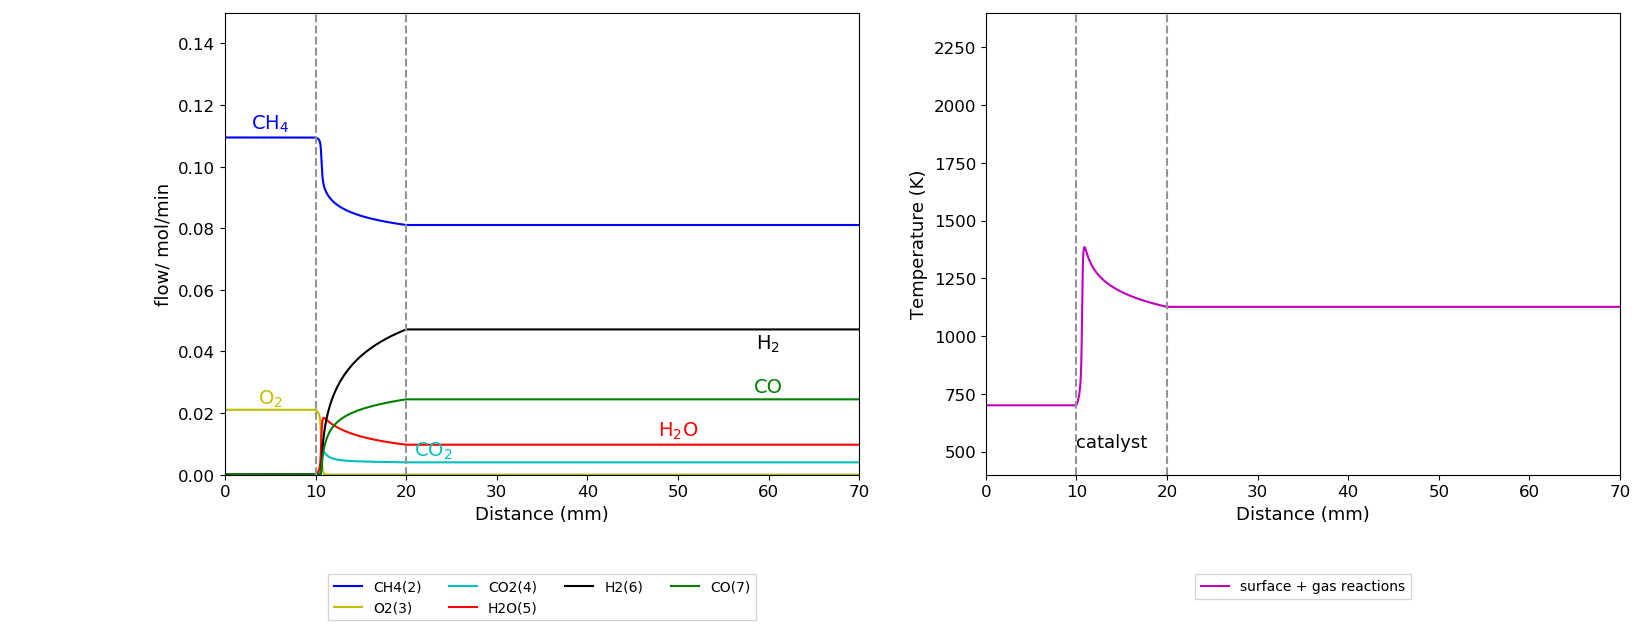 0.14
0.12
0.10
0.08
0.06
0.04
0.02
0.00
flow/ mol/min
CH₄
O₂
H₂
CO
H₂O
CO₂
0 10 20 30 40 50 60 70
Distance (mm)
CH4(2) CO2(4) H2(6) CO(7)
O2(3) H2O(5)
2250
2000
1750
1500
1250
1000
750
500
Temperature (K)
catalyst
0 10 20 30 40 50 60 70
Distance (mm)
surface + gas reactions